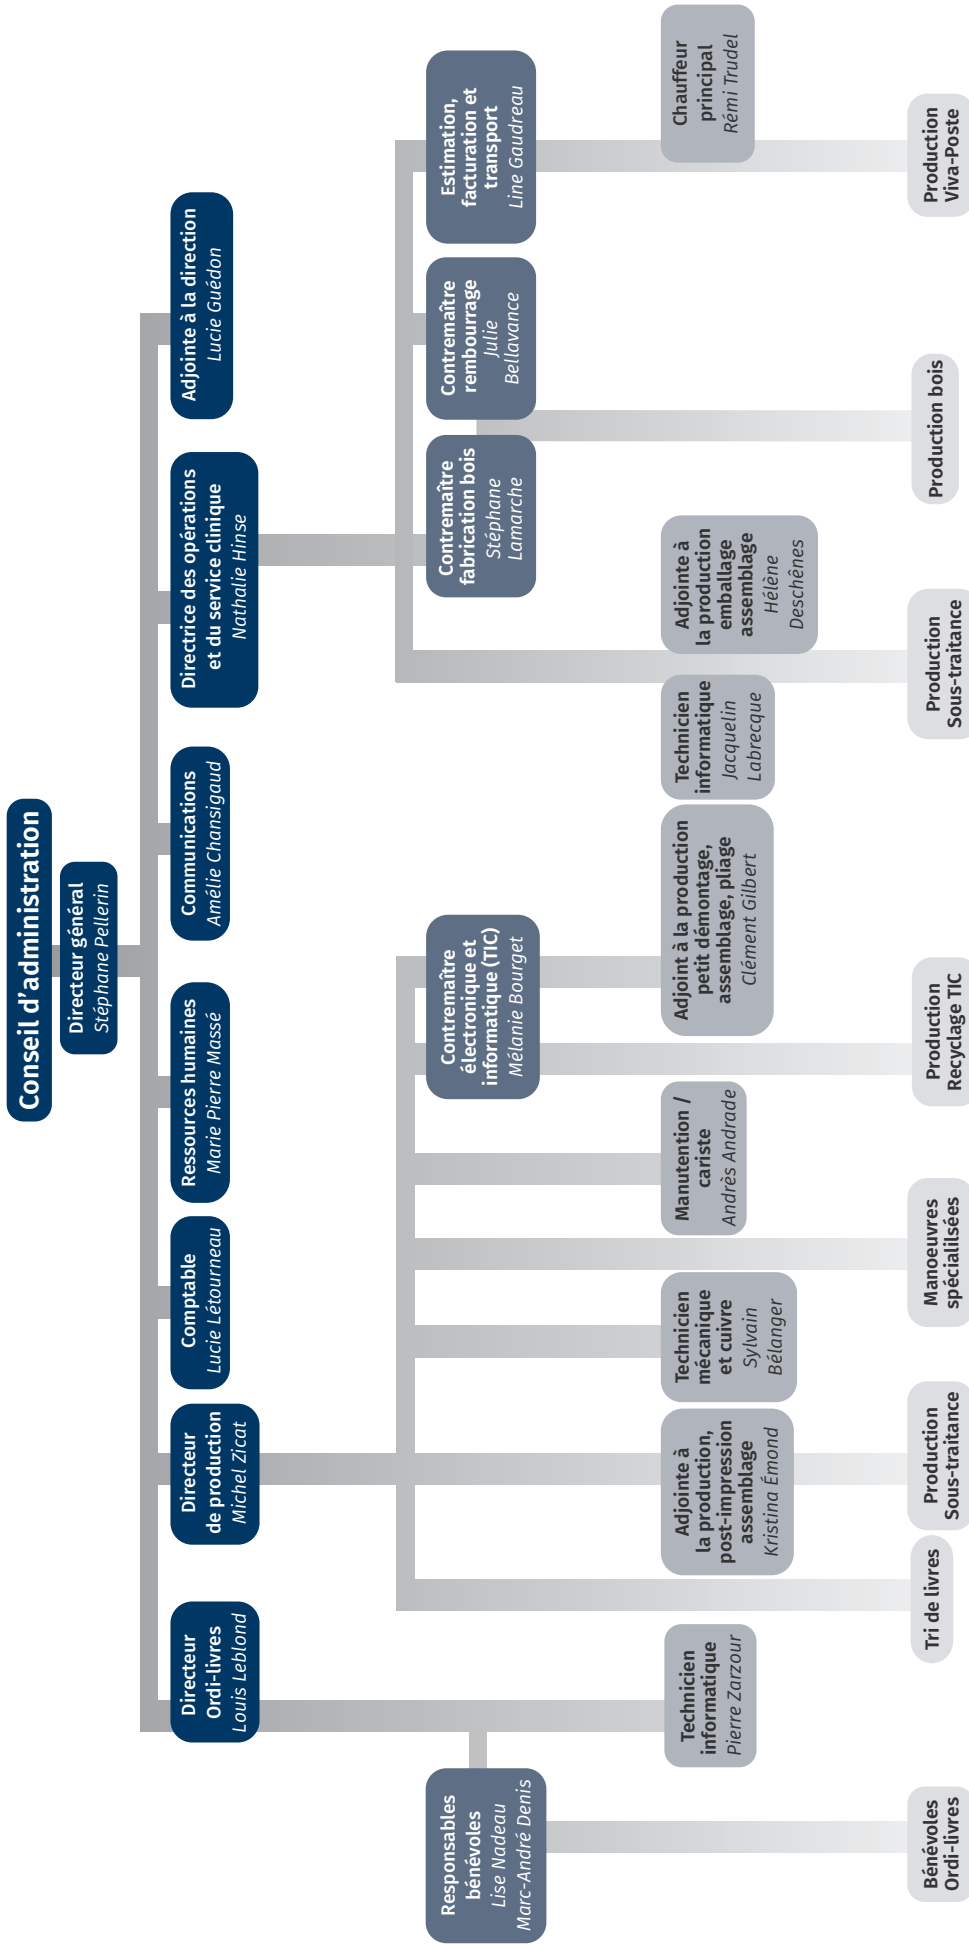 Conseil d'administration
Directeur général
Stéphane Pellerin
Directeur
Ordi-livres
Louis Leblond
Directeur
de production
Michel Zicat
Comptable
Lucie Létourneau
Ressources humaines
Marie Pierre Massé
Communications
Amélie Chansigaud
Directrice des opérations
et du service clinique
Nathalie Hinse
Adjointe à la direction
Lucie Guédon
Responsables
bénévoles
Lise Nadeau
Marc-André Denis
Contremaître
électronique et
informatique (TIC)
Mélanie Bourget
Contremaître
fabrication bois
Stéphane
Lamarche
Contremaître
rembourrage
Julie
Bellavance
Estimation,
facturation et
transport
Line Gaudreau
Technicien
informatique
Pierre Zarzour
Adjointe à
la production,
post-impression
assemblage
Kristina Émond
Technicien
mécanique
et cuivre
Sylvain
Bélanger
Manutention /
cariste
Andrès Andrade
Adjoint à la production
petit démontage,
assemblage, pliage
Clément Gilbert
Technicien
informatique
Jacquelin
Labrecque
Adjointe à
la production
emballage
assemblage
Hélène
Deschênes
Chauffeur
principal
Rémi Trudel
Bénévoles
Ordi-livres
Tri de livres
Production
Sous-traitance
Manoeuvres
spécialilsées
Production
Recyclage TIC
Production
Sous-traitance
Production bois
Production
Viva-Poste